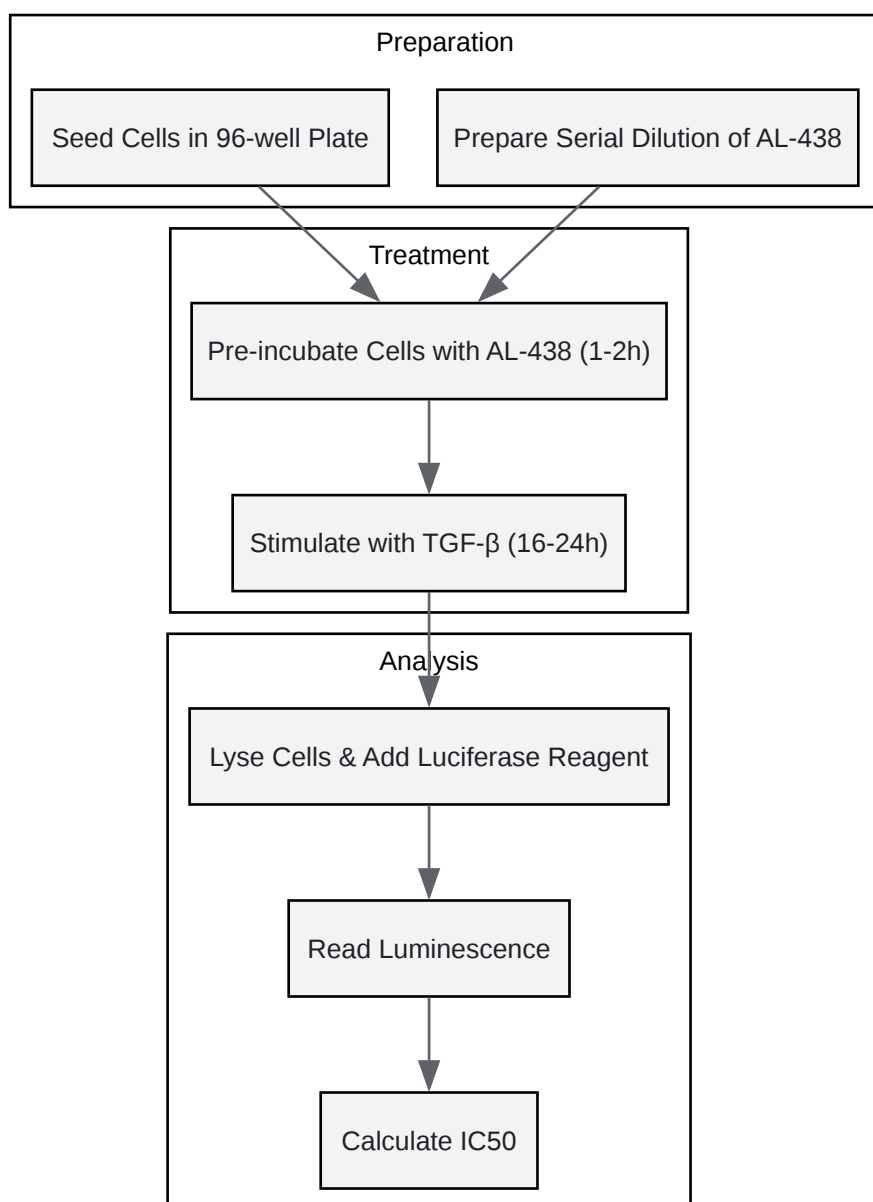 Preparation
Seed Cells in 96-well Plate
Prepare Serial Dilution of AL-438
Treatment
Pre-incubate Cells with AL-438 (1-2h)
Stimulate with TGF-β (16-24h)
Analysis
Lyse Cells & Add Luciferase Reagent
Read Luminescence
Calculate IC50